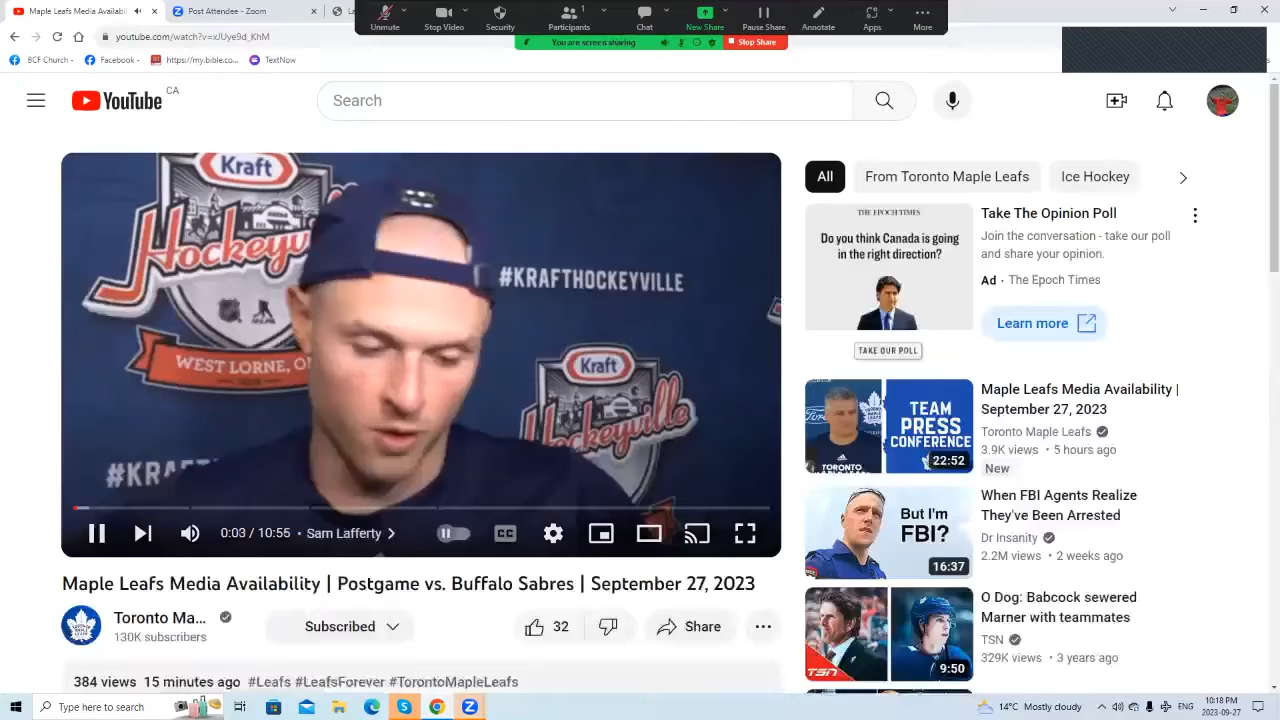 Maple Leafs Media Availabil
Post Attendee - Zoom
Unmute
Stop Video
Security
Participants
1
Chat
New Share
Pause Share
Annotate
Apps
More
You are screen sharing
Stop Share
BCF Church
Facebook
https://my.bible.co...
TextNow
YouTube
CA
Search
Kraft
Hockeyville
#KRAFTHOCKEYVILLE
WEST LORNE, O
Kraft
Hockeyville
#KRAFT
0:03 / 10:55 • Sam Lafferty
CC
Maple Leafs Media Availability | Postgame vs. Buffalo Sabres | September 27, 2023
Toronto Ma...
130K subscribers
Subscribed
32
Share
15 minutes ago #Leafs #LeafsForever #TorontoMapleLeafs
All
From Toronto Maple Leafs
Ice Hockey
THE EPOCH TIMES
Do you think Canada is going
in the right direction?
TAKE OUR POLL
Take The Opinion Poll
Join the conversation - take our poll
and share your opinion.
Ad · The Epoch Times
Learn more
TEAM
PRESS
CONFERENCE
TORONTO
22:52
Maple Leafs Media Availability |
September 27, 2023
Toronto Maple Leafs
3.9K views • 5 hours ago
New
But I'm
FBI?
16:37
When FBI Agents Realize
They've Been Arrested
Dr Insanity
2.2M views • 2 weeks ago
TSN
9:50
O Dog: Babcock sewered
Marner with teammates
TSN
329K views • 3 years ago
Type here to search
14°C Mostly cloudy
ENG
10:18 PM
2023-09-27